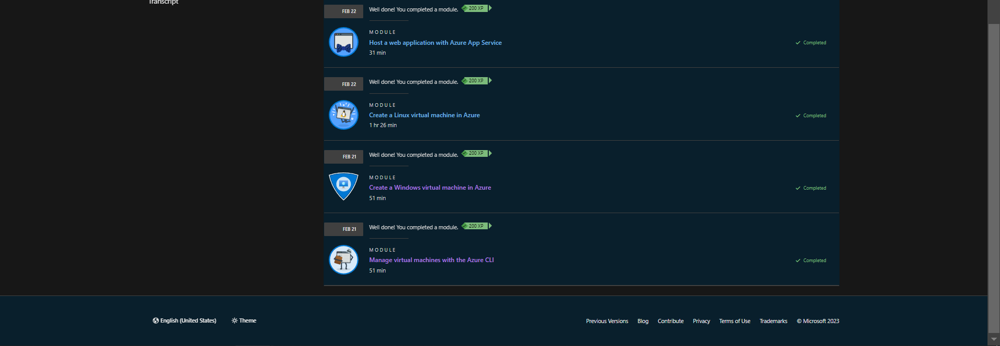 Transcript
FEB 22
Well done! You completed a module.
200 XP
MODULE
Host a web application with Azure App Service
31 min
Completed
FEB 22
Well done! You completed a module.
200 XP
MODULE
Create a Linux virtual machine in Azure
1 hr 26 min
Completed
FEB 21
Well done! You completed a module.
200 XP
MODULE
Create a Windows virtual machine in Azure
51 min
Completed
FEB 21
Well done! You completed a module.
200 XP
MODULE
Manage virtual machines with the Azure CLI
51 min
Completed
English (United States)
Theme
Previous Versions
Blog
Contribute
Privacy
Terms of Use
Trademarks
© Microsoft 2023